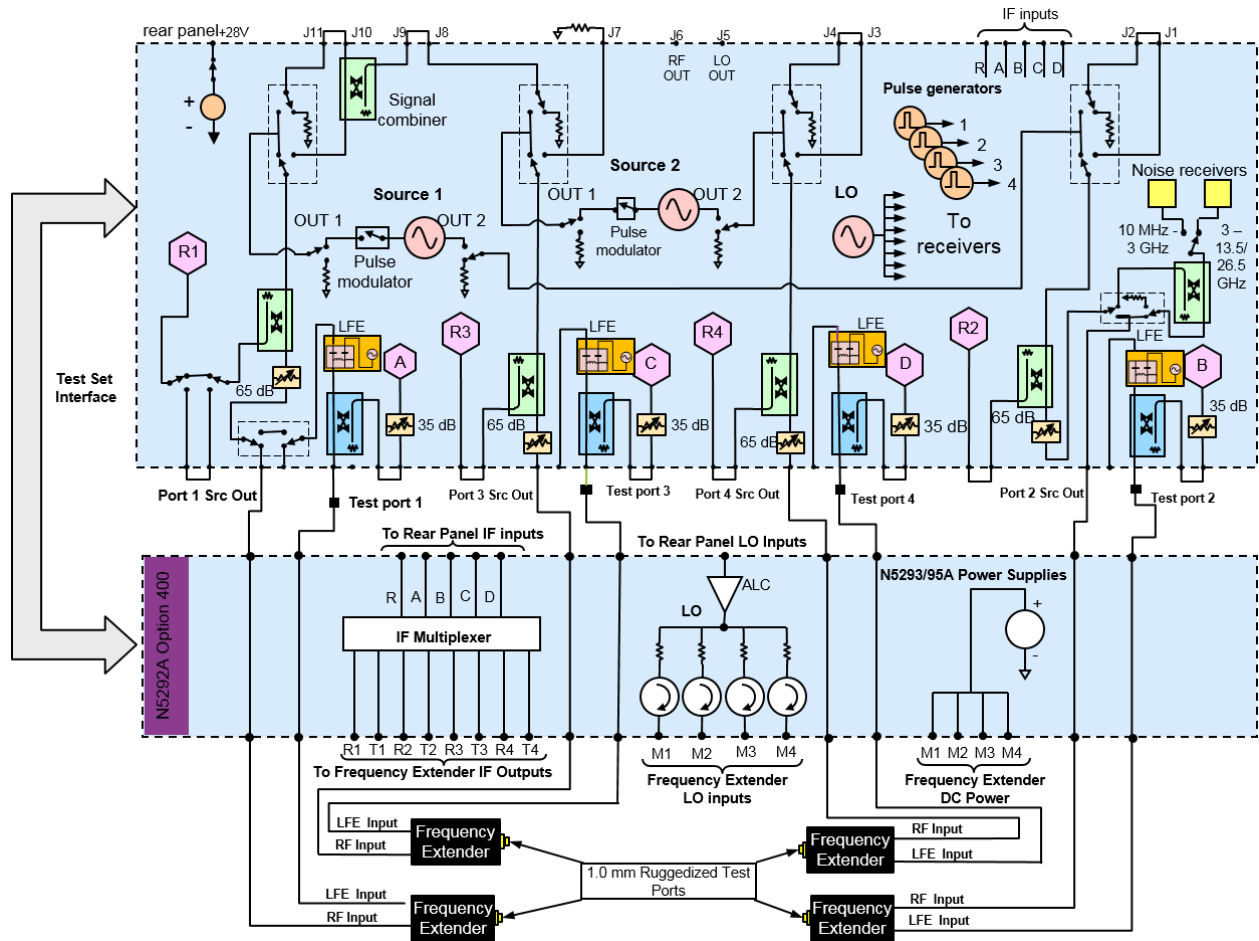 rear panel
+28V
J11
J10
J9
J8
J7
J6
J5
J4
J3
IF inputs
J2
J1
RF
OUT
LO
OUT
R
A
B
C
D
+
-
Signal
combiner
Pulse generators
1
2
3
4
Source 2
Source 1
OUT 1
OUT 2
OUT 1
OUT 2
Pulse
modulator
Pulse
modulator
LO
To
receivers
Noise receivers
10 MHz -
3 GHz
3 –
13.5/
26.5
GHz
R1
R3
R4
R2
LFE
LFE
LFE
LFE
A
C
D
B
Test Set
Interface
65 dB
35 dB
65 dB
35 dB
65 dB
35 dB
65 dB
35 dB
Port 1 Src Out
Test port 1
Port 3 Src Out
Test port 3
Port 4 Src Out
Test port 4
Port 2 Src Out
Test port 2
To Rear Panel IF inputs
To Rear Panel LO Inputs
N5292A Option 400
R
A
B
C
D
IF Multiplexer
ALC
LO
N5293/95A Power Supplies
+
-
R1
T1
R2
T2
R3
T3
R4
T4
To Frequency Extender IF Outputs
M1
M2
M3
M4
Frequency Extender
LO inputs
M1
M2
M3
M4
Frequency Extender
DC Power
LFE Input
RF Input
Frequency
Extender
Frequency
Extender
RF Input
LFE Input
1.0 mm Ruggedized Test
Ports
LFE Input
RF Input
Frequency
Extender
Frequency
Extender
RF Input
LFE Input